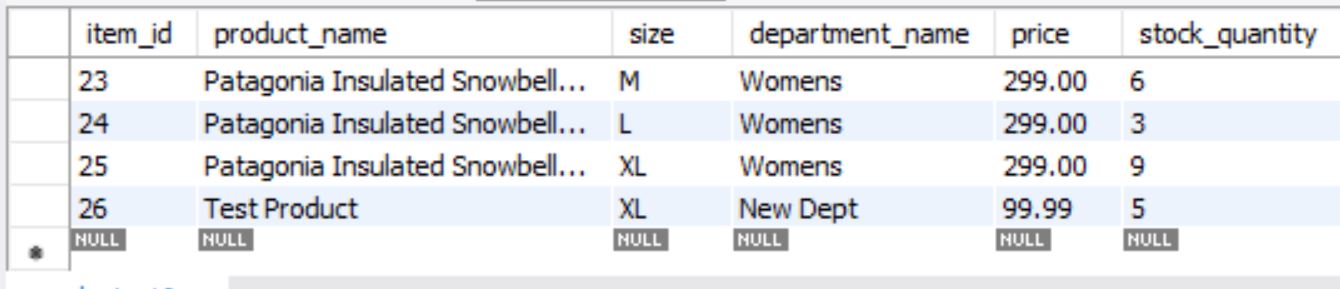 item_id product_name size department_name price stock_quantity
23 Patagonia Insulated Snowbell... M Womens 299.00 6
24 Patagonia Insulated Snowbell... L Womens 299.00 3
25 Patagonia Insulated Snowbell... XL Womens 299.00 9
26 Test Product XL New Dept 99.99 5
NULL NULL NULL NULL NULL NULL